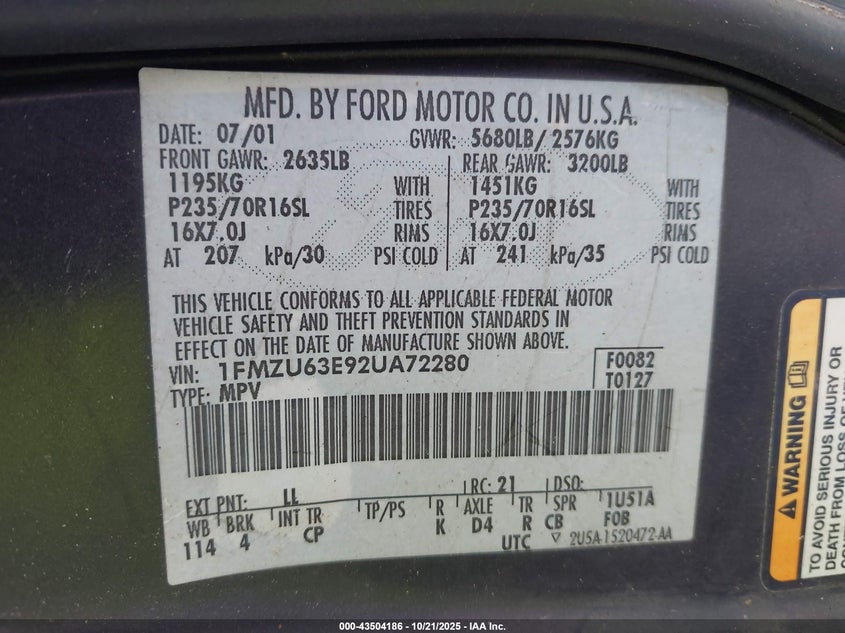 MFD. BY FORD MOTOR CO. IN U.S.A.
DATE: 07/01 GVWR: 5680LB/ 2576KG
FRONT GAWR: 2635LB REAR GAWR: 3200LB
1195KG WITH 1451KG WITH
P235/70R16SL TIRES P235/70R16SL TIRES
16X7.0J RIMS 16X7.0J RIMS
AT 207 kPa/30 PSI COLD AT 241 kPa/35 PSI COLD
THIS VEHICLE CONFORMS TO ALL APPLICABLE FEDERAL MOTOR
VEHICLE SAFETY AND THEFT PREVENTION STANDARDS IN
EFFECT ON THE DATE OF MANUFACTURE SHOWN ABOVE.
VIN: 1FMZU63E92UA72280 F0082
TYPE: MPV T0127
EXT PNT: LL RC: 21 DSO:
WB BRK INT TR TP/PS R AXLE TR SPR 1U51A
114 4 CP K D4 R CB FOB
UTC ▽ 2U5A-1520472-AA
WARNING
TO AVOID SERIOUS INJURY OR
DEATH FROM LOSS OF
000-43504186 - 10/21/2025 - IAA Inc.